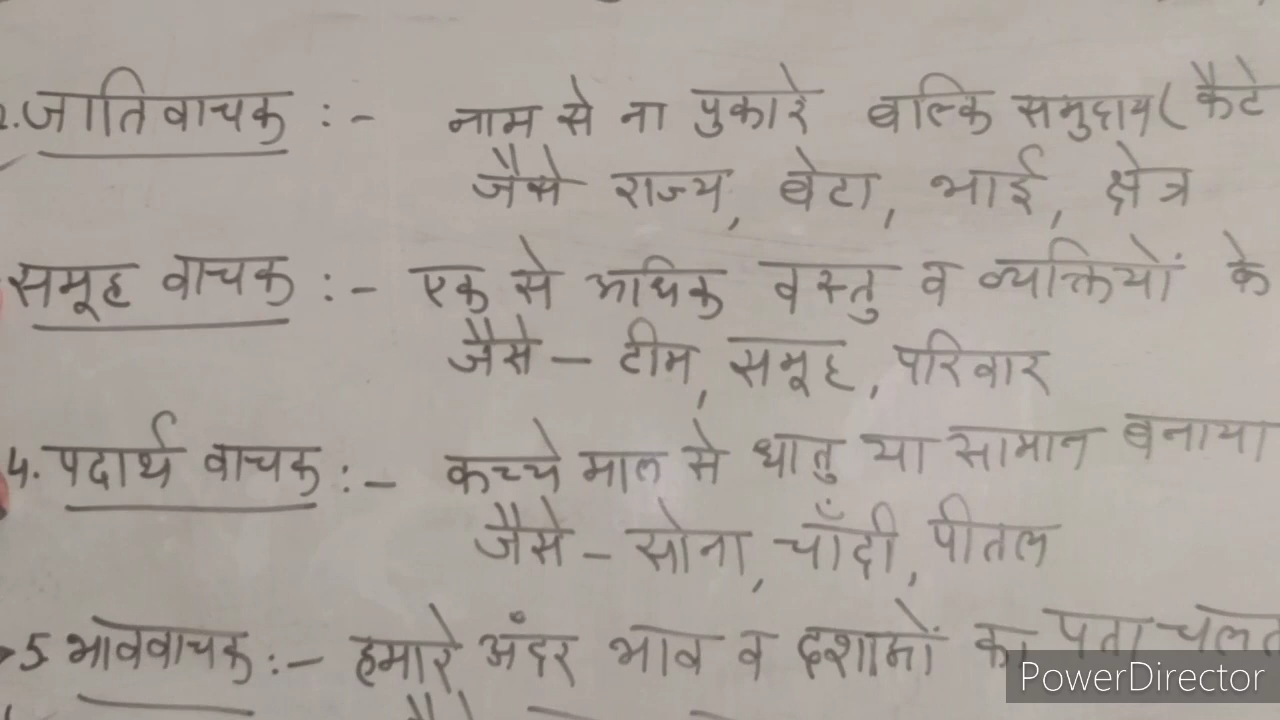 2. जातिवाचक :- नाम से ना पुकारे बल्कि समुदाय (कैटे
जैसे राज्य, बेटा, भाई, क्षेत्र
समूह वाचक :- एक से अधिक वस्तु व व्यक्तियों के
जैसे - टीम, समूह, परिवार
4. पदार्थ वाचक :- कच्चे माल से धातु या सामान बनाया
जैसे - सोना, चाँदी, पीतल
5 भाववाचक :- हमारे अंदर भाव व दशाओं का पता चलत
PowerDirector